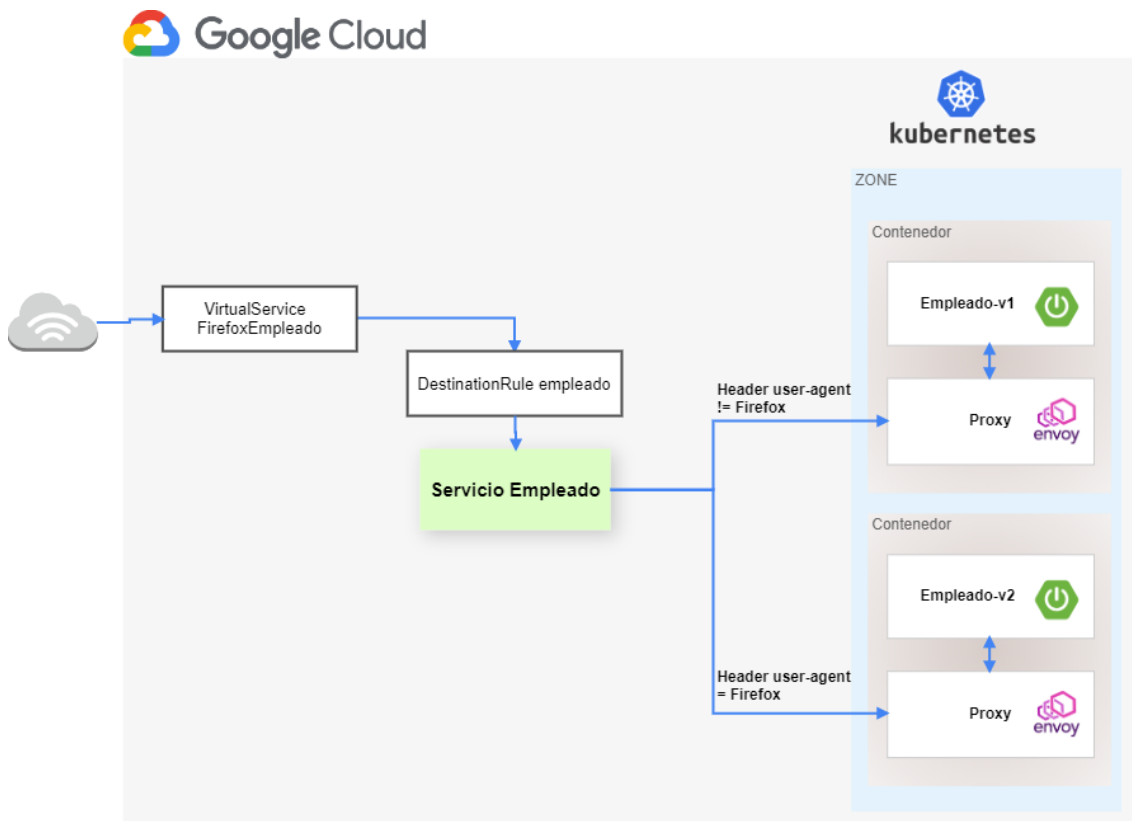 Google Cloud
kubernetes
ZONE
Contenedor
Empleado-v1
Proxy
envoy
VirtualService
FirefoxEmpleado
DestinationRule empleado
Servicio Empleado
Header user-agent
!= Firefox
Contenedor
Empleado-v2
Proxy
envoy
Header user-agent
= Firefox